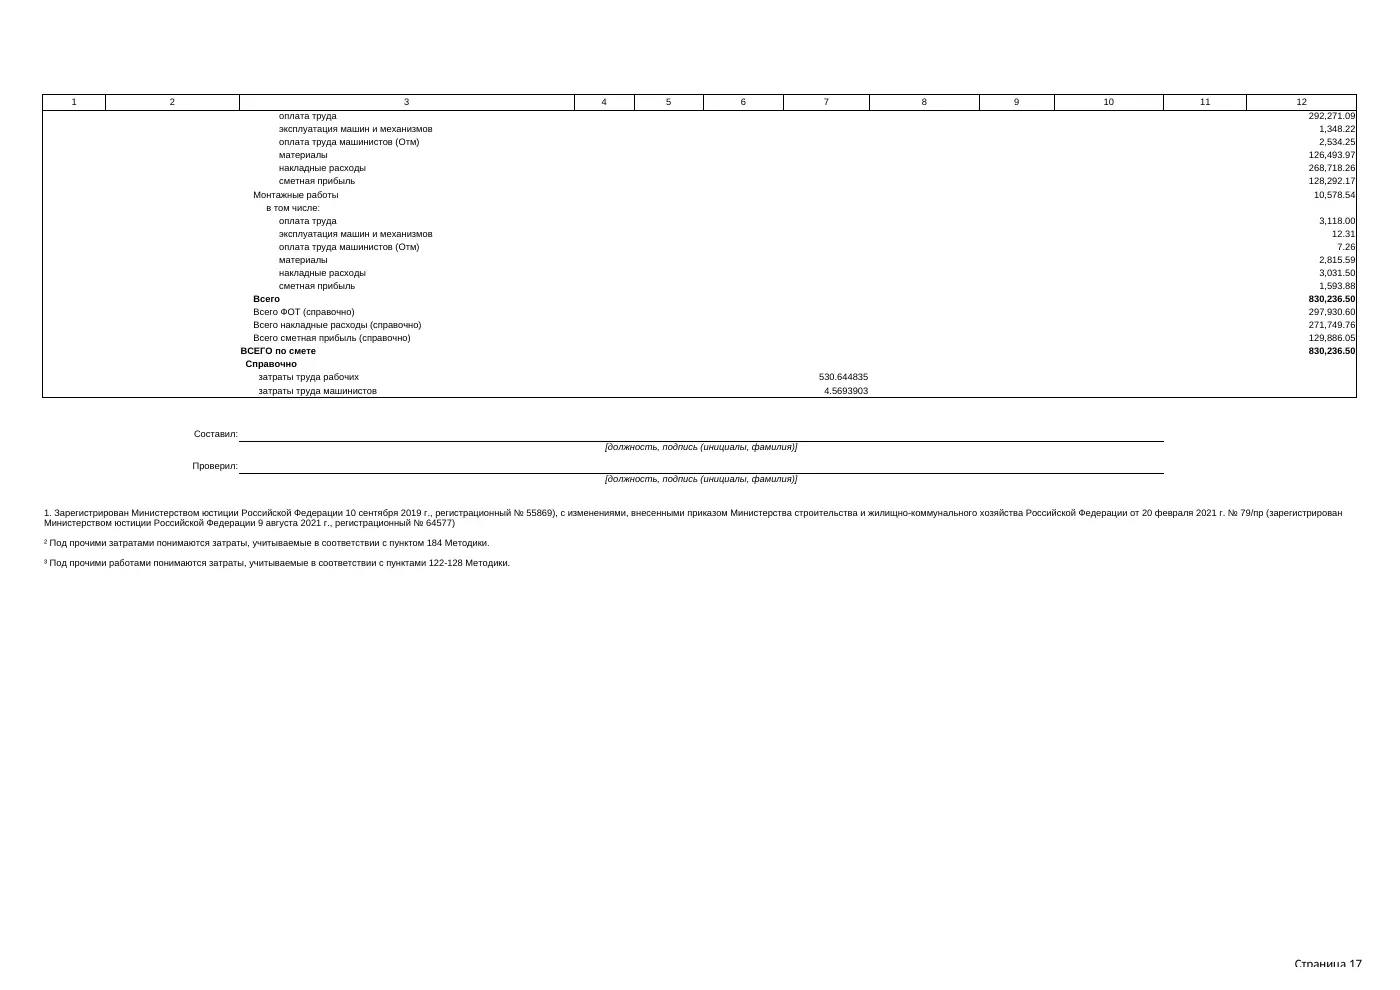 1 2 3 4 5 6 7 8 9 10 11 12
оплата труда 292,271.09
эксплуатация машин и механизмов 1,348.22
оплата труда машинистов (Отм) 2,534.25
материалы 126,493.97
накладные расходы 268,718.26
сметная прибыль 128,292.17
Монтажные работы 10,578.54
в том числе:
оплата труда 3,118.00
эксплуатация машин и механизмов 12.31
оплата труда машинистов (Отм) 7.26
материалы 2,815.59
накладные расходы 3,031.50
сметная прибыль 1,593.88
Всего 830,236.50
Всего ФОТ (справочно) 297,930.60
Всего накладные расходы (справочно) 271,749.76
Всего сметная прибыль (справочно) 129,886.05
ВСЕГО по смете 830,236.50
Справочно
затраты труда рабочих 530.644835
затраты труда машинистов 4.5693903
Составил:
[должность, подпись (инициалы, фамилия)]
Проверил:
[должность, подпись (инициалы, фамилия)]
1. Зарегистрирован Министерством юстиции Российской Федерации 10 сентября 2019 г., регистрационный № 55869), с изменениями, внесенными приказом Министерства строительства и жилищно-коммунального хозяйства Российской Федерации от 20 февраля 2021 г. № 79/пр (зарегистрирован
Министерством юстиции Российской Федерации 9 августа 2021 г., регистрационный № 64577)
² Под прочими затратами понимаются затраты, учитываемые в соответствии с пунктом 184 Методики.
³ Под прочими работами понимаются затраты, учитываемые в соответствии с пунктами 122-128 Методики.
Страница 17